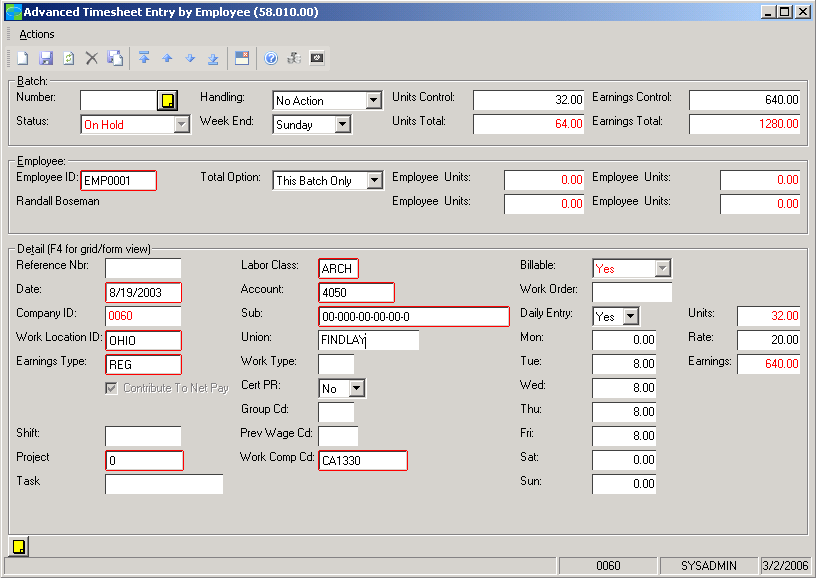 Advanced Timesheet Entry by Employee (58.010.00)
Actions
Batch:
Number: Handling: No Action Units Control: 32.00 Earnings Control: 640.00
Status: On Hold Week End: Sunday Units Total: 64.00 Earnings Total: 1280.00
Employee:
Employee ID: EMP0001 Total Option: This Batch Only Employee Units: 0.00 Employee Units: 0.00
Randall Boseman Employee Units: 0.00 Employee Units: 0.00
Detail (F4 for grid/form view)
Reference Nbr: Labor Class: ARCH Billable: Yes
Date: 8/19/2003 Account: 4050 Work Order:
Company ID: 0060 Sub: 00-000-00-00-00-0 Daily Entry: Yes Units: 32.00
Work Location ID: OHIO Union: FINDLAY Mon: 0.00 Rate: 20.00
Earnings Type: REG Work Type: Tue: 8.00 Earnings: 640.00
Contribute To Net Pay Cert PR: No Wed: 8.00
Group Cd: Thu: 8.00
Shift: Prev Wage Cd: Fri: 8.00
Project 0 Work Comp Cd: CA1330 Sat: 0.00
Task Sun: 0.00
0060 SYSADMIN 3/2/2006